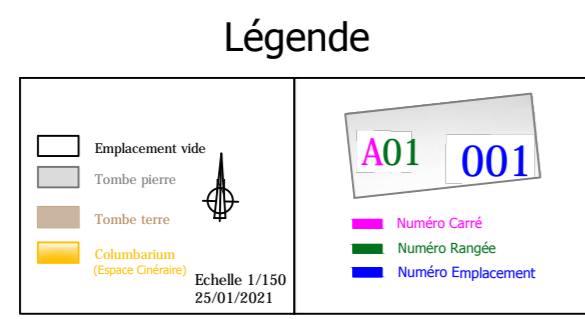 Légende
Emplacement vide
Tombe pierre
Tombe terre
Columbarium
(Espace Cinéraire)
Echelle 1/150
25/01/2021
A01 001
Numéro Carré
Numéro Rangée
Numéro Emplacement